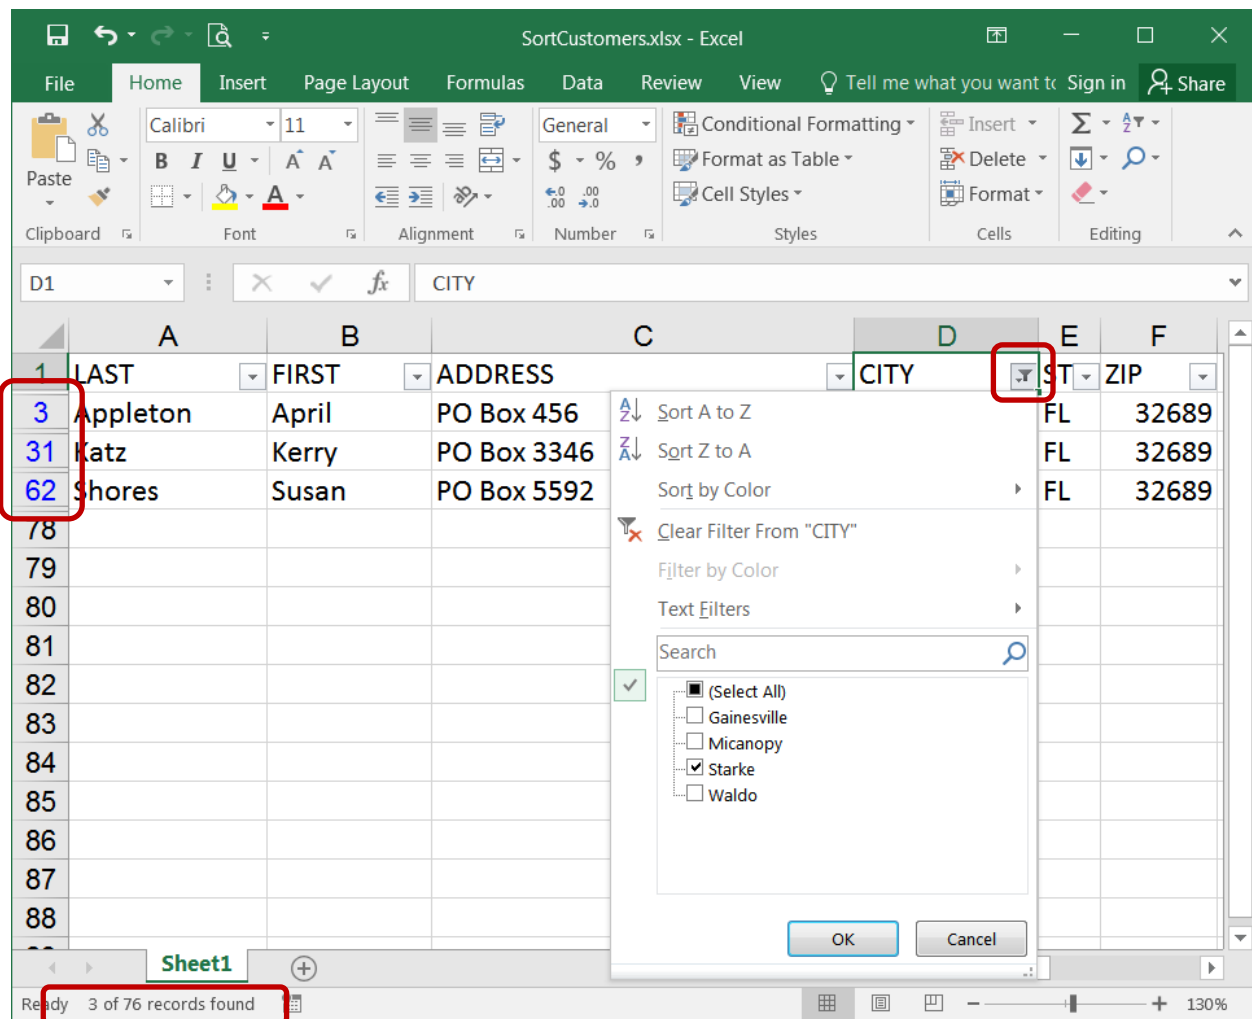 SortCustomers.xlsx - Excel
File Home Insert Page Layout Formulas Data Review View Tell me what you want to Sign in Share
Calibri 11 General Conditional Formatting Insert
Paste B I U A A $ % , Format as Table Delete
A .00 .00 Cell Styles Format
Clipboard Font Alignment Number Styles Cells Editing
D1 fx CITY
A B C D E F
1 LAST FIRST ADDRESS CITY ST ZIP
3 Appleton April PO Box 456 FL 32689
31 Katz Kerry PO Box 3346 FL 32689
62 Shores Susan PO Box 5592 FL 32689
78
79
80
81
82
83
84
85
86
87
88
Sort A to Z
Sort Z to A
Sort by Color
Clear Filter From "CITY"
Filter by Color
Text Filters
Search
(Select All)
Gainesville
Micanopy
Starke
Waldo
OK Cancel
Sheet1
Ready 3 of 76 records found 130%